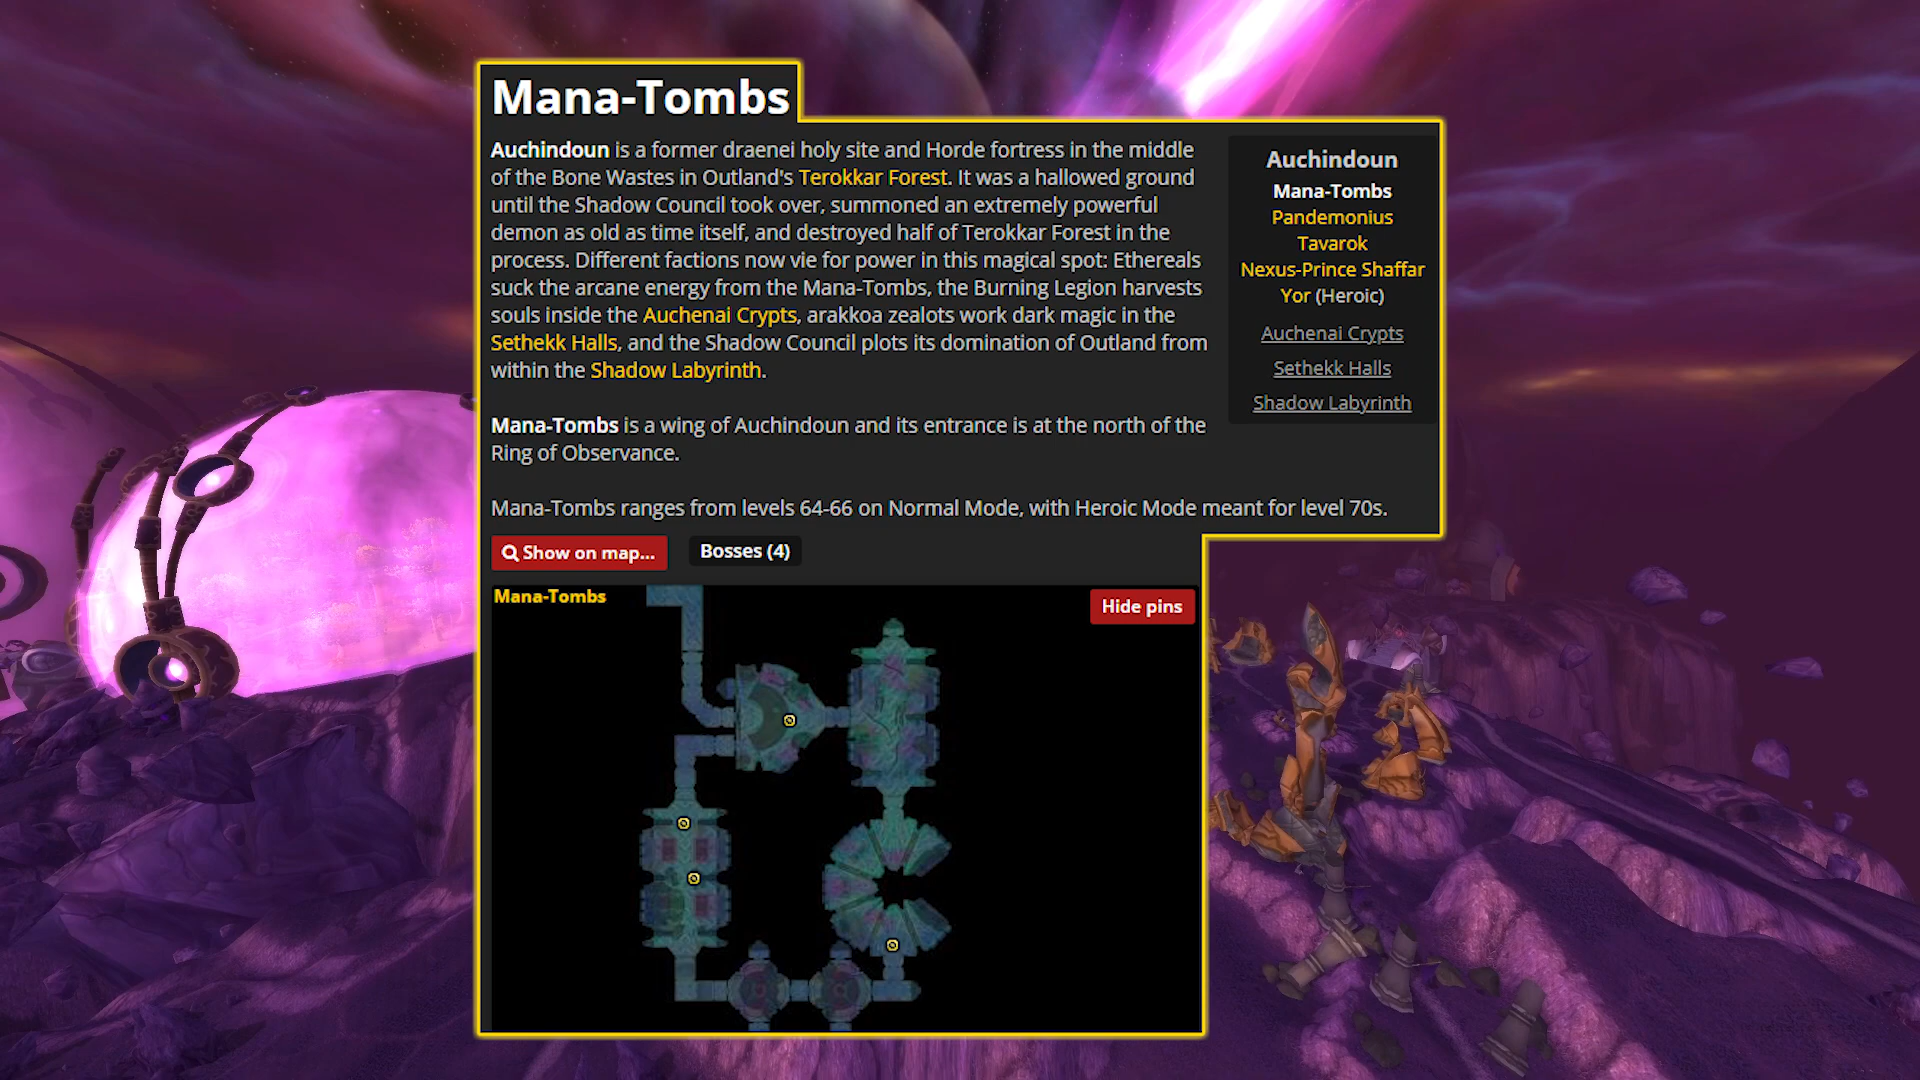 Mana-Tombs
Auchindoun is a former draenei holy site and Horde fortress in the middle
of the Bone Wastes in Outland's Terokkar Forest. It was a hallowed ground
until the Shadow Council took over, summoned an extremely powerful
demon as old as time itself, and destroyed half of Terokkar Forest in the
process. Different factions now vie for power in this magical spot: Ethereals
suck the arcane energy from the Mana-Tombs, the Burning Legion harvests
souls inside the Auchenai Crypts, arakkoa zealots work dark magic in the
Sethekk Halls, and the Shadow Council plots its domination of Outland from
within the Shadow Labyrinth.
Mana-Tombs is a wing of Auchindoun and its entrance is at the north of the
Ring of Observance.
Mana-Tombs ranges from levels 64-66 on Normal Mode, with Heroic Mode meant for level 70s.
Auchindoun
Mana-Tombs
Pandemonius
Tavarok
Nexus-Prince Shaffar
Yor (Heroic)
Auchenai Crypts
Sethekk Halls
Shadow Labyrinth
Show on map...
Bosses (4)
Mana-Tombs
Hide pins